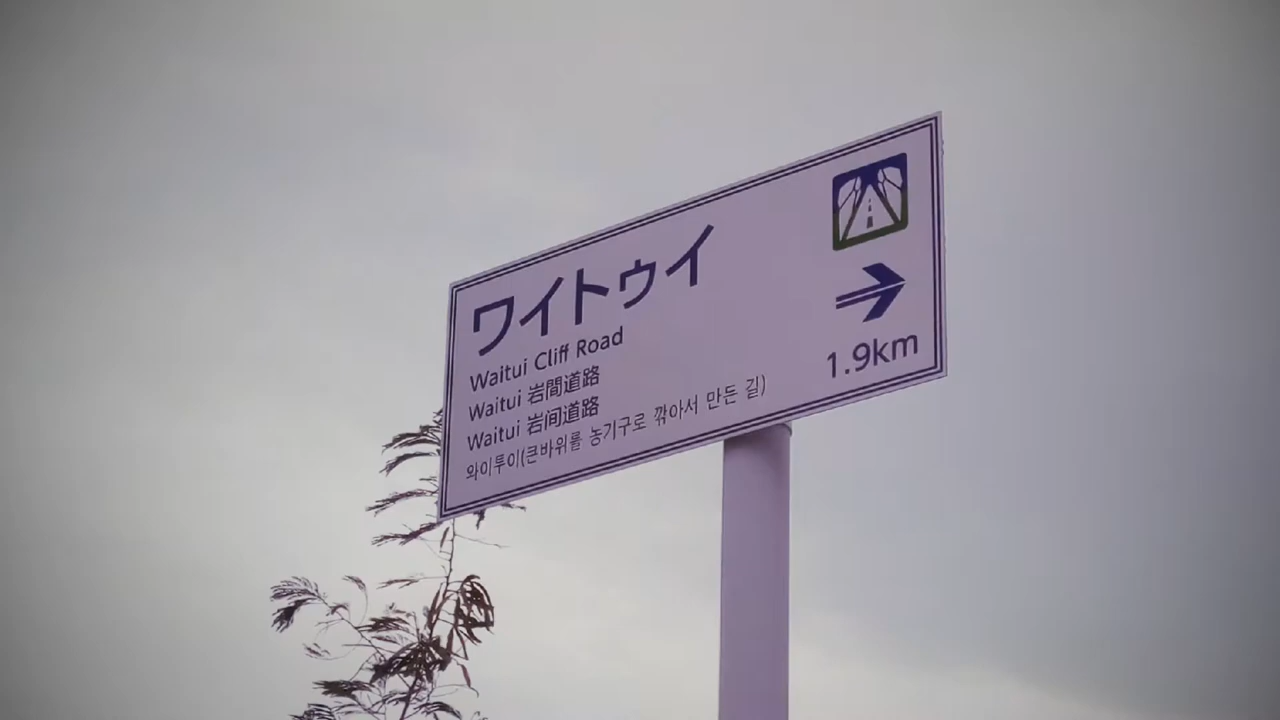 ワイトゥイ
Waitui Cliff Road
Waitui 岩間道路
Waitui 岩间道路
와이투이(큰바위를 농기구로 깎아서 만든 길)
1.9km